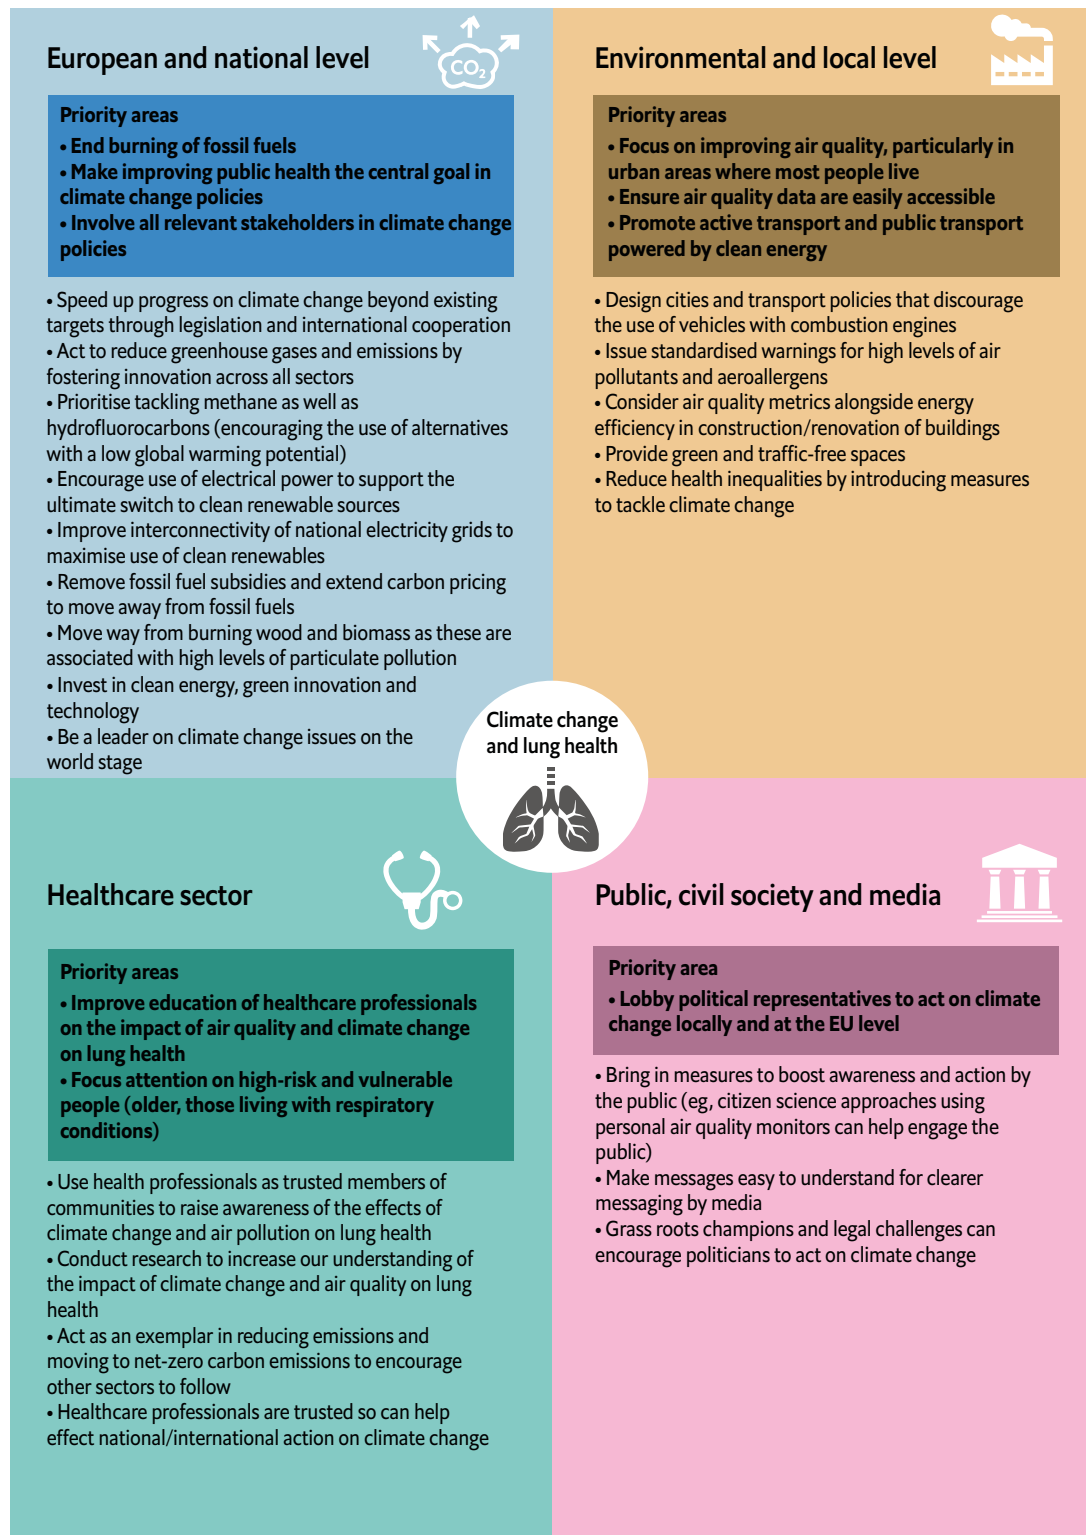 European and national level
CO2
Priority areas
• End burning of fossil fuels
• Make improving public health the central goal in
climate change policies
• Involve all relevant stakeholders in climate change
policies
• Speed up progress on climate change beyond existing
targets through legislation and international cooperation
• Act to reduce greenhouse gases and emissions by
fostering innovation across all sectors
• Prioritise tackling methane as well as
hydrofluorocarbons (encouraging the use of alternatives
with a low global warming potential)
• Encourage use of electrical power to support the
ultimate switch to clean renewable sources
• Improve interconnectivity of national electricity grids to
maximise use of clean renewables
• Remove fossil fuel subsidies and extend carbon pricing
to move away from fossil fuels
• Move way from burning wood and biomass as these are
associated with high levels of particulate pollution
• Invest in clean energy, green innovation and
technology
• Be a leader on climate change issues on the
world stage
Environmental and local level
Priority areas
• Focus on improving air quality, particularly in
urban areas where most people live
• Ensure air quality data are easily accessible
• Promote active transport and public transport
powered by clean energy
• Design cities and transport policies that discourage
the use of vehicles with combustion engines
• Issue standardised warnings for high levels of air
pollutants and aeroallergens
• Consider air quality metrics alongside energy
efficiency in construction/renovation of buildings
• Provide green and traffic-free spaces
• Reduce health inequalities by introducing measures
to tackle climate change
Climate change
and lung health
Healthcare sector
Priority areas
• Improve education of healthcare professionals
on the impact of air quality and climate change
on lung health
• Focus attention on high-risk and vulnerable
people (older, those living with respiratory
conditions)
• Use health professionals as trusted members of
communities to raise awareness of the effects of
climate change and air pollution on lung health
• Conduct research to increase our understanding of
the impact of climate change and air quality on lung
health
• Act as an exemplar in reducing emissions and
moving to net-zero carbon emissions to encourage
other sectors to follow
• Healthcare professionals are trusted so can help
effect national/international action on climate change
Public, civil society and media
Priority area
• Lobby political representatives to act on climate
change locally and at the EU level
• Bring in measures to boost awareness and action by
the public (eg, citizen science approaches using
personal air quality monitors can help engage the
public)
• Make messages easy to understand for clearer
messaging by media
• Grass roots champions and legal challenges can
encourage politicians to act on climate change